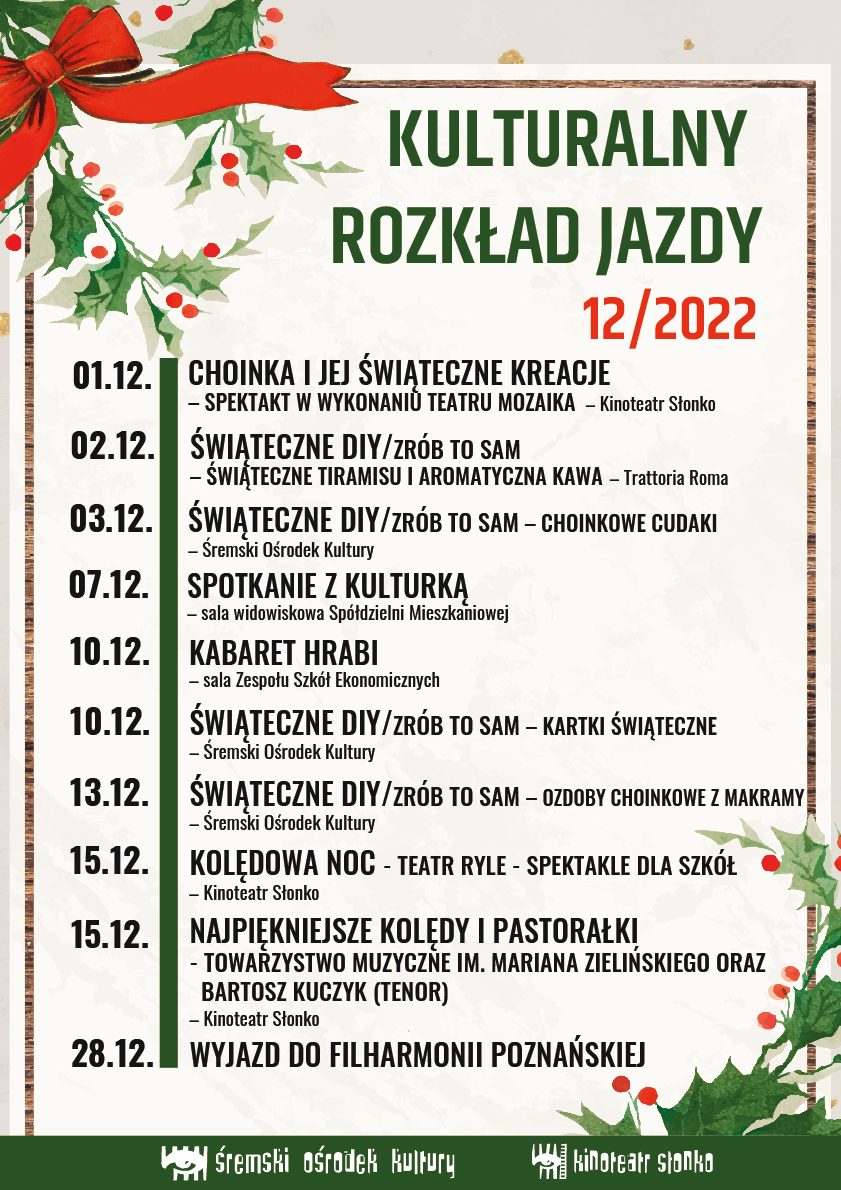 KULTURALNY
ROZKŁAD JAZDY
12/2022
01.12. CHOINKA I JEJ ŚWIĄTECZNE KREACJE
– SPEKTAKT W WYKONANIU TEATRU MOZAIKA – Kinoteatr Słonko
02.12. ŚWIĄTECZNE DIY/ZRÓB TO SAM
– ŚWIĄTECZNE TIRAMISU I AROMATYCZNA KAWA – Trattoria Roma
03.12. ŚWIĄTECZNE DIY/ZRÓB TO SAM – CHOINKOWE CUDAKI
– Śremski Ośrodek Kultury
07.12. SPOTKANIE Z KULTURKĄ
– sala widowiskowa Spółdzielni Mieszkaniowej
10.12. KABARET HRABI
– sala Zespołu Szkół Ekonomicznych
10.12. ŚWIĄTECZNE DIY/ZRÓB TO SAM – KARTKI ŚWIĄTECZNE
– Śremski Ośrodek Kultury
13.12. ŚWIĄTECZNE DIY/ZRÓB TO SAM – OZDOBY CHOINKOWE Z MAKRAMY
– Śremski Ośrodek Kultury
15.12. KOLĘDOWA NOC - TEATR RYLE - SPEKTAKLE DLA SZKÓŁ
– Kinoteatr Słonko
15.12. NAJPIĘKNIEJSZE KOLĘDY I PASTORAŁKI
- TOWARZYSTWO MUZYCZNE IM. MARIANA ZIELIŃSKIEGO ORAZ
BARTOSZ KUCZYK (TENOR)
– Kinoteatr Słonko
28.12. WYJAZD DO FILHARMONII POZNAŃSKIEJ
śremski ośrodek kultury kinoteatr słonko